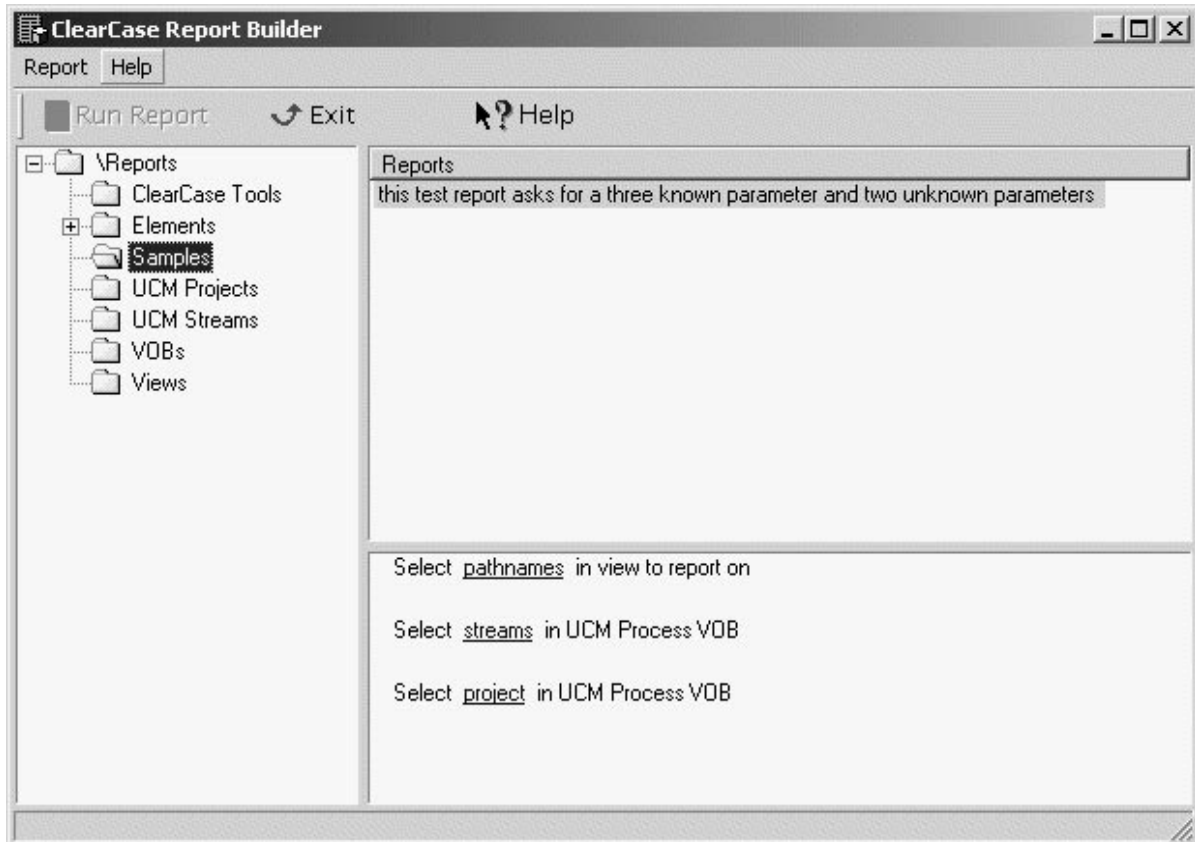 ClearCase Report Builder
Report Help
Run Report Exit Help
\Reports
ClearCase Tools
Elements
Samples
UCM Projects
UCM Streams
VOBs
Views
Reports
this test report asks for a three known parameter and two unknown parameters
Select pathnames in view to report on
Select streams in UCM Process VOB
Select project in UCM Process VOB